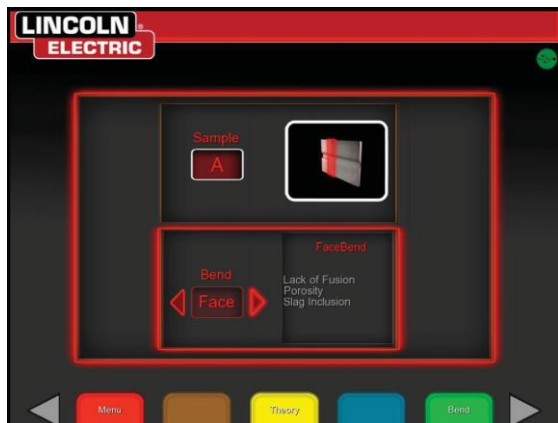 LINCOLN
ELECTRIC
Sample
A
FaceBend
Bend
Face
Lack of Fusion
Porosity
Slag Inclusion
Menu
Theory
Bend